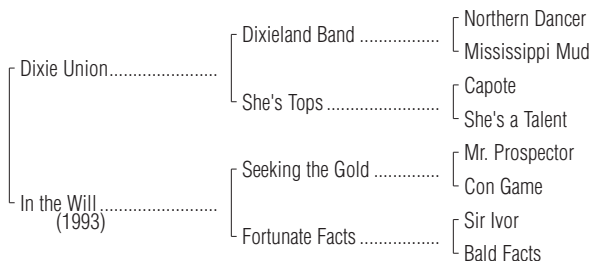 Northern Dancer
Dixieland Band .................
Mississippi Mud
Dixie Union.......................
Capote
She's Tops ........................
She's a Talent
Mr. Prospector
Seeking the Gold ..............
Con Game
In the Will.........................
(1993)
Sir Ivor
Fortunate Facts .................
Bald Facts